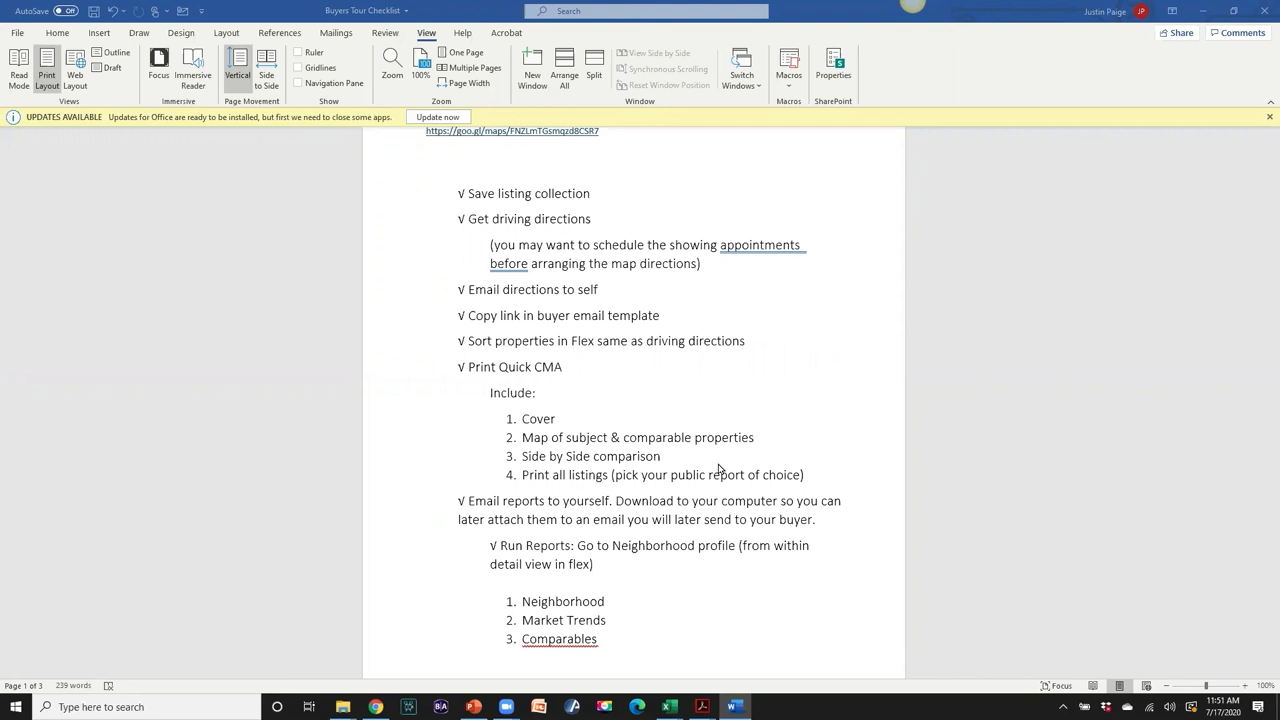 AutoSave Off Buyers Tour Checklist Search Justin Paige JP
File Home Insert Draw Design Layout References Mailings Review View Help Acrobat Share Comments
Read Mode Print Layout Web Layout Outline Draft Focus Immersive Reader Vertical Side to Side Ruler Gridlines Navigation Pane Zoom 100% One Page Multiple Pages Page Width New Window Arrange All Split View Side by Side Synchronous Scrolling Reset Window Position Switch Windows Macros Properties
Views Immersive Page Movement Show Zoom Window Macros SharePoint
UPDATES AVAILABLE Updates for Office are ready to be installed, but first we need to close some apps. Update now
https://goo.gl/maps/FNZLmTGsmqzd8CSR7
√ Save listing collection
√ Get driving directions
(you may want to schedule the showing appointments
before arranging the map directions)
√ Email directions to self
√ Copy link in buyer email template
√ Sort properties in Flex same as driving directions
√ Print Quick CMA
Include:
1. Cover
2. Map of subject & comparable properties
3. Side by Side comparison
4. Print all listings (pick your public report of choice)
√ Email reports to yourself. Download to your computer so you can
later attach them to an email you will later send to your buyer.
√ Run Reports: Go to Neighborhood profile (from within
detail view in flex)
1. Neighborhood
2. Market Trends
3. Comparables
Page 1 of 3 239 words Focus 100%
Type here to search
11:51 AM
7/17/2020